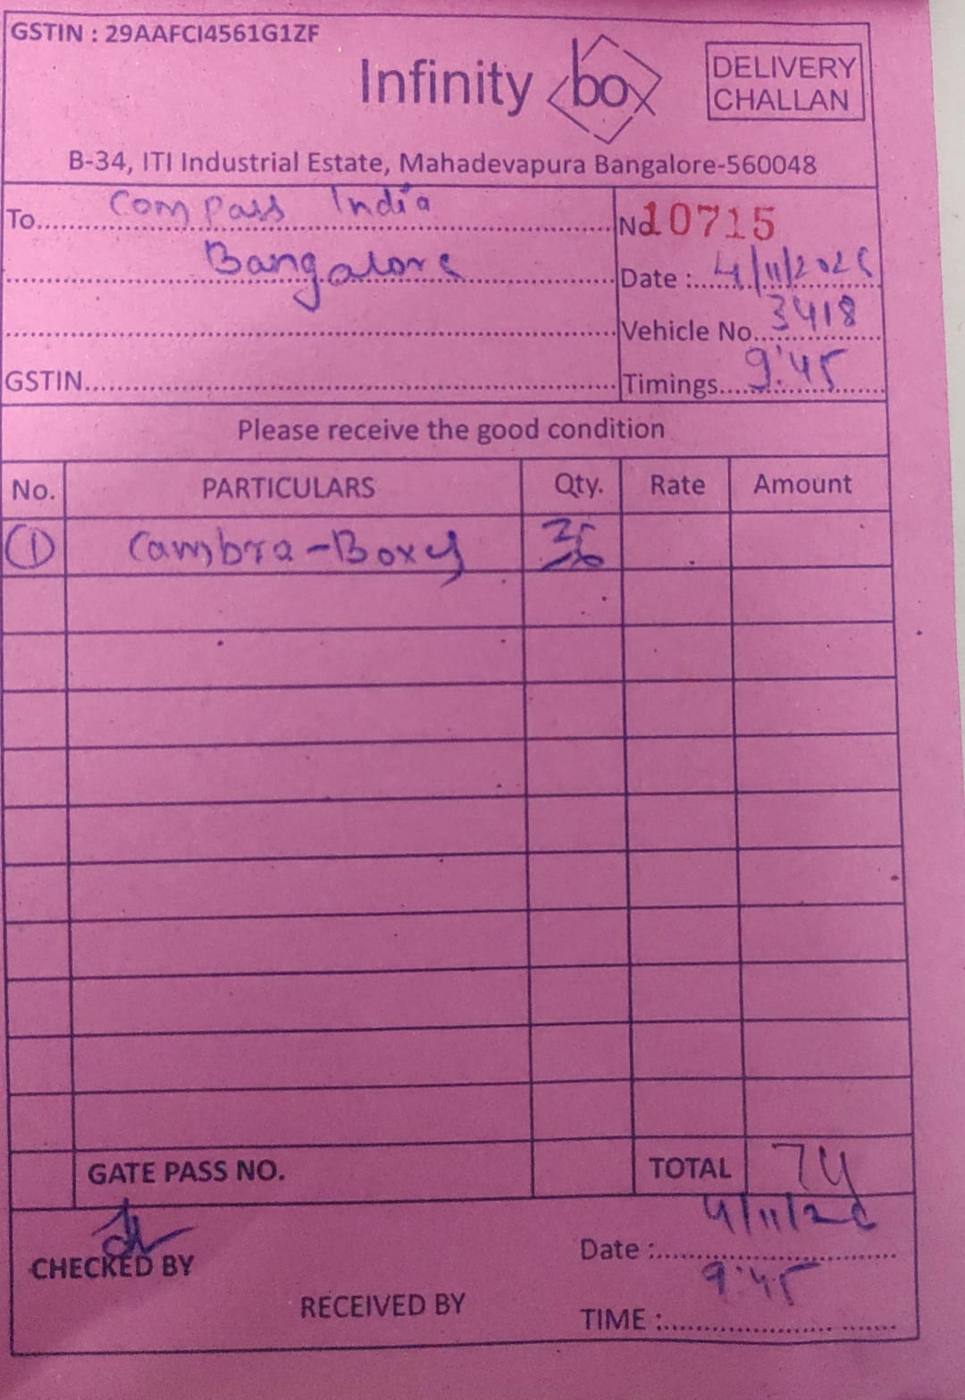 GSTIN : 29AAFCI4561G1ZF
Infinity box
DELIVERY
CHALLAN
B-34, ITI Industrial Estate, Mahadevapura Bangalore-560048
To Compass India
No 10715
Bangalore
Date : 4/11/2025
Vehicle No. 3418
GSTIN
Timings 9:45
Please receive the good condition
No. PARTICULARS Qty. Rate Amount
① Cambra-Boxes
GATE PASS NO. TOTAL 74
CHECKED BY
Date : 4/11/25
RECEIVED BY
TIME : 9:45